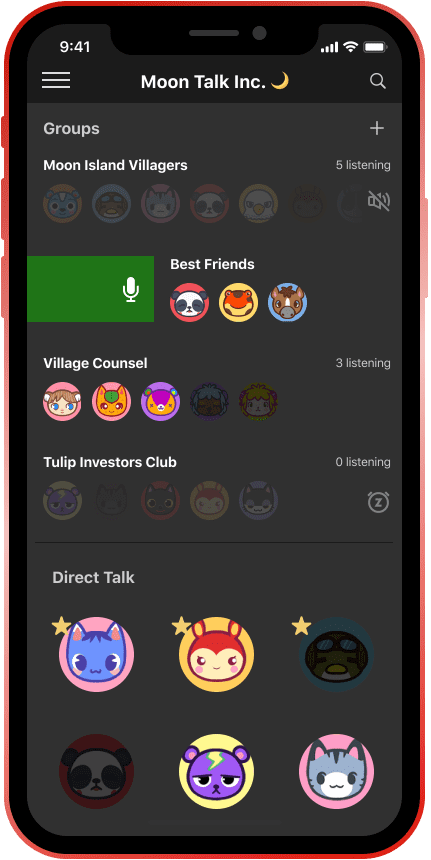 9:41
Moon Talk Inc. 🌙
Groups
Moon Island Villagers 5 listening
Best Friends
Village Counsel 3 listening
Tulip Investors Club 0 listening
z
Direct Talk